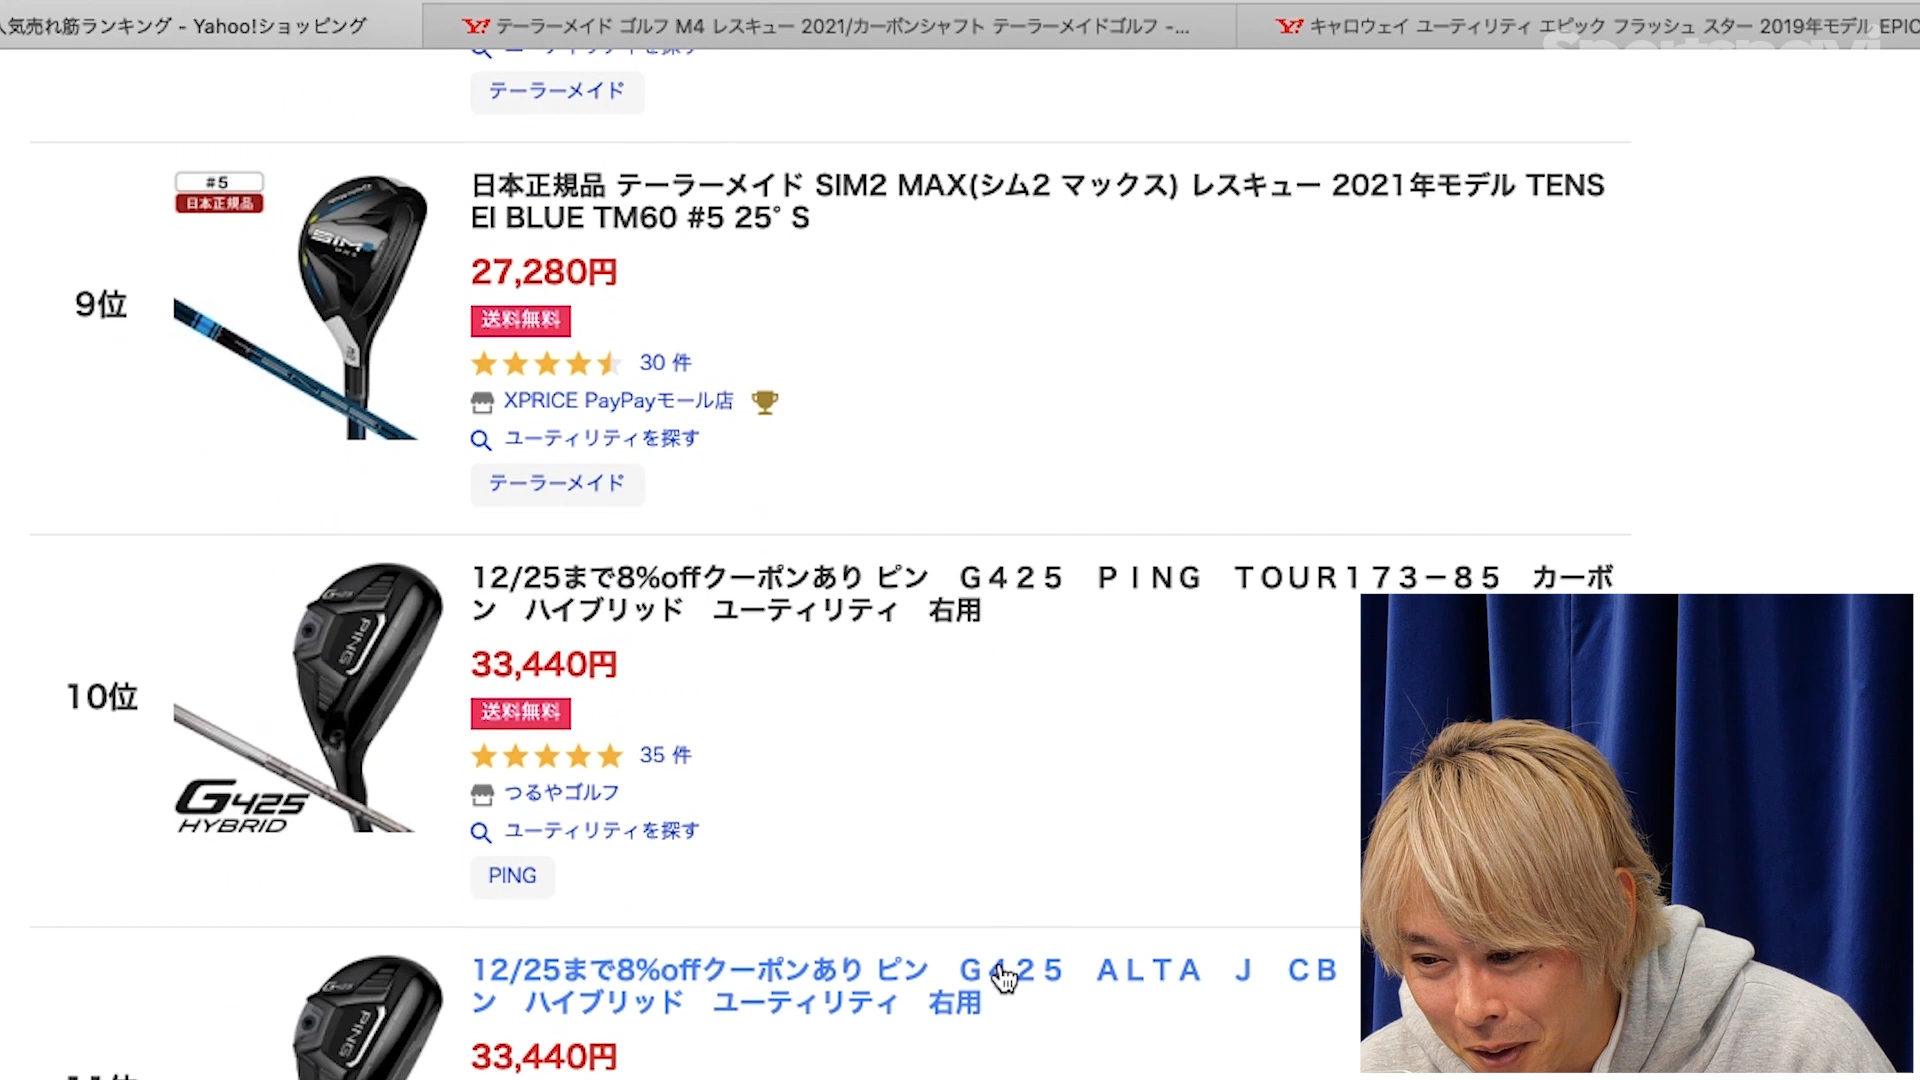 人気売れ筋ランキング - Yahoo!ショッピング
Y! テーラーメイド ゴルフ M4 レスキュー 2021/カーボンシャフト テーラーメイドゴルフ -...
Y! キャロウェイ ユーティリティ エピック フラッシュ スター 2019年モデル EPIC
Sportsnavi
ユーティリティを探す
テーラーメイド
9位
#5
日本正規品
SIM2
日本正規品 テーラーメイド SIM2 MAX(シム2 マックス) レスキュー 2021年モデル TENS
EI BLUE TM60 #5 25° S
27,280円
送料無料
30 件
XPRICE PayPayモール店
ユーティリティを探す
テーラーメイド
10位
PING
G425
HYBRID
12/25まで8%offクーポンあり ピン　Ｇ４２５　ＰＩＮＧ　ＴＯＵＲ１７３－８５　カーボ
ン　ハイブリッド　ユーティリティ　右用
33,440円
送料無料
35 件
つるやゴルフ
ユーティリティを探す
PING
PING
12/25まで8%offクーポンあり ピン　Ｇ４２５　ＡＬＴＡ　Ｊ　ＣＢ
ン　ハイブリッド　ユーティリティ　右用
33,440円